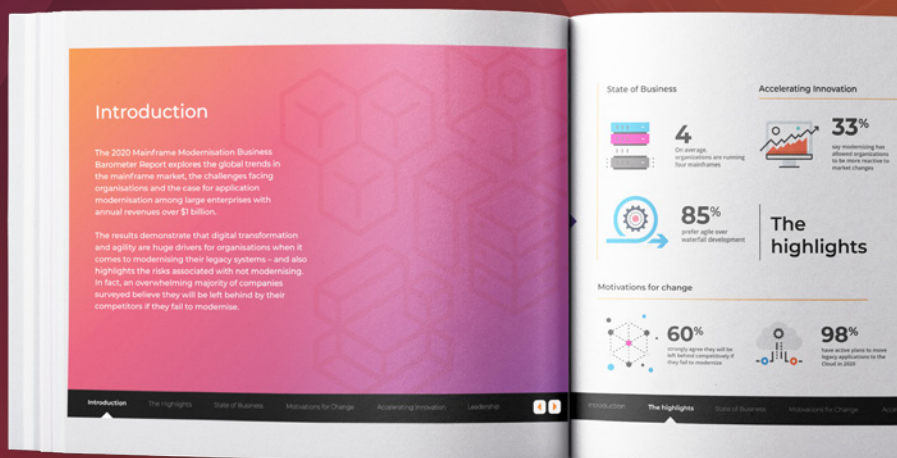 Introduction
The 2020 Mainframe Modernisation Business
Barometer Report explores the global trends in
the mainframe market, the challenges facing
organisations and the case for application
modernisation among large enterprises with
annual revenues over $1 billion.
The results demonstrate that digital transformation
and agility are huge drivers for organisations when it
comes to modernising their legacy systems – and also
highlights the risks associated with not modernising.
In fact, an overwhelming majority of companies
surveyed believe they will be left behind by their
competitors if they fail to modernise.
Introduction The Highlights State of Business Motivations for Change Accelerating Innovation Leadership
State of Business
4
On average,
organizations are running
four mainframes
85%
prefer agile over
waterfall development
Accelerating Innovation
33%
say modernizing has
allowed organizations
to be more reactive to
market changes
The
highlights
Motivations for change
60%
strongly agree they will be
left behind competitively if
they fail to modernize
98%
have active plans to move
legacy applications to the
Cloud in 2020
Introduction The highlights State of Business Motivations for Change